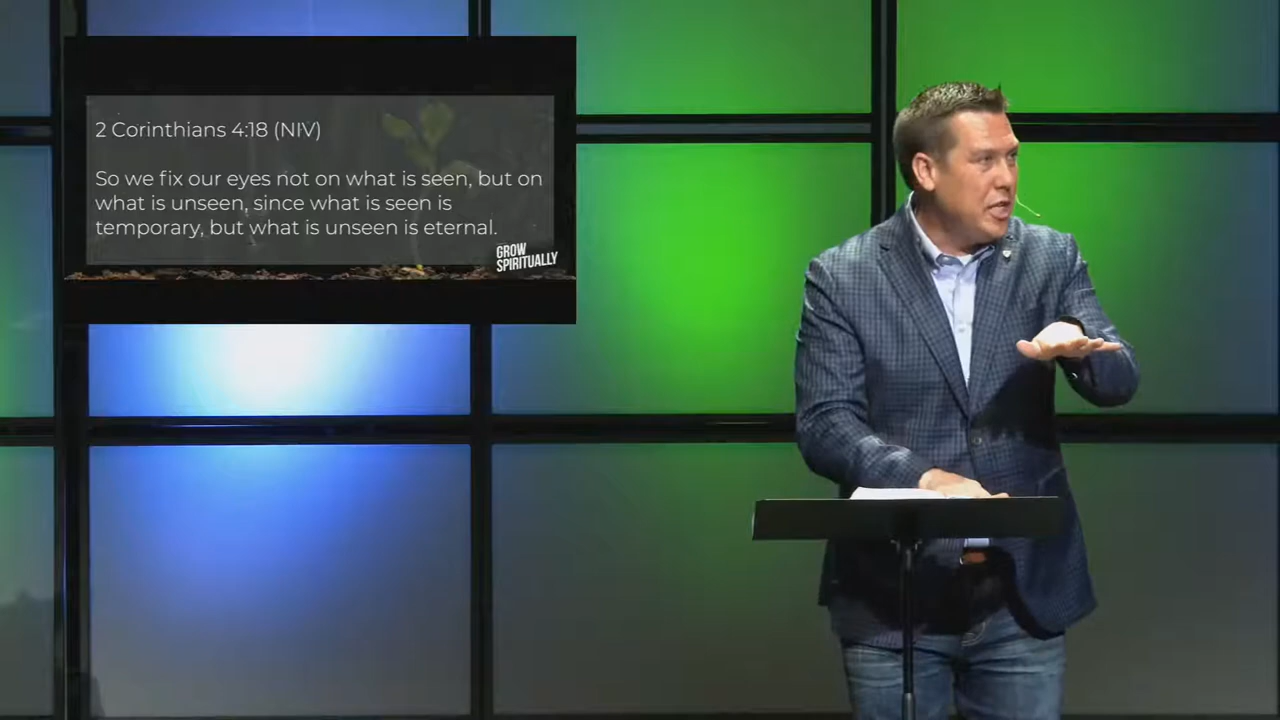 2 Corinthians 4:18 (NIV)
So we fix our eyes not on what is seen, but on
what is unseen, since what is seen is
temporary, but what is unseen is eternal.
GROW
SPIRITUALLY